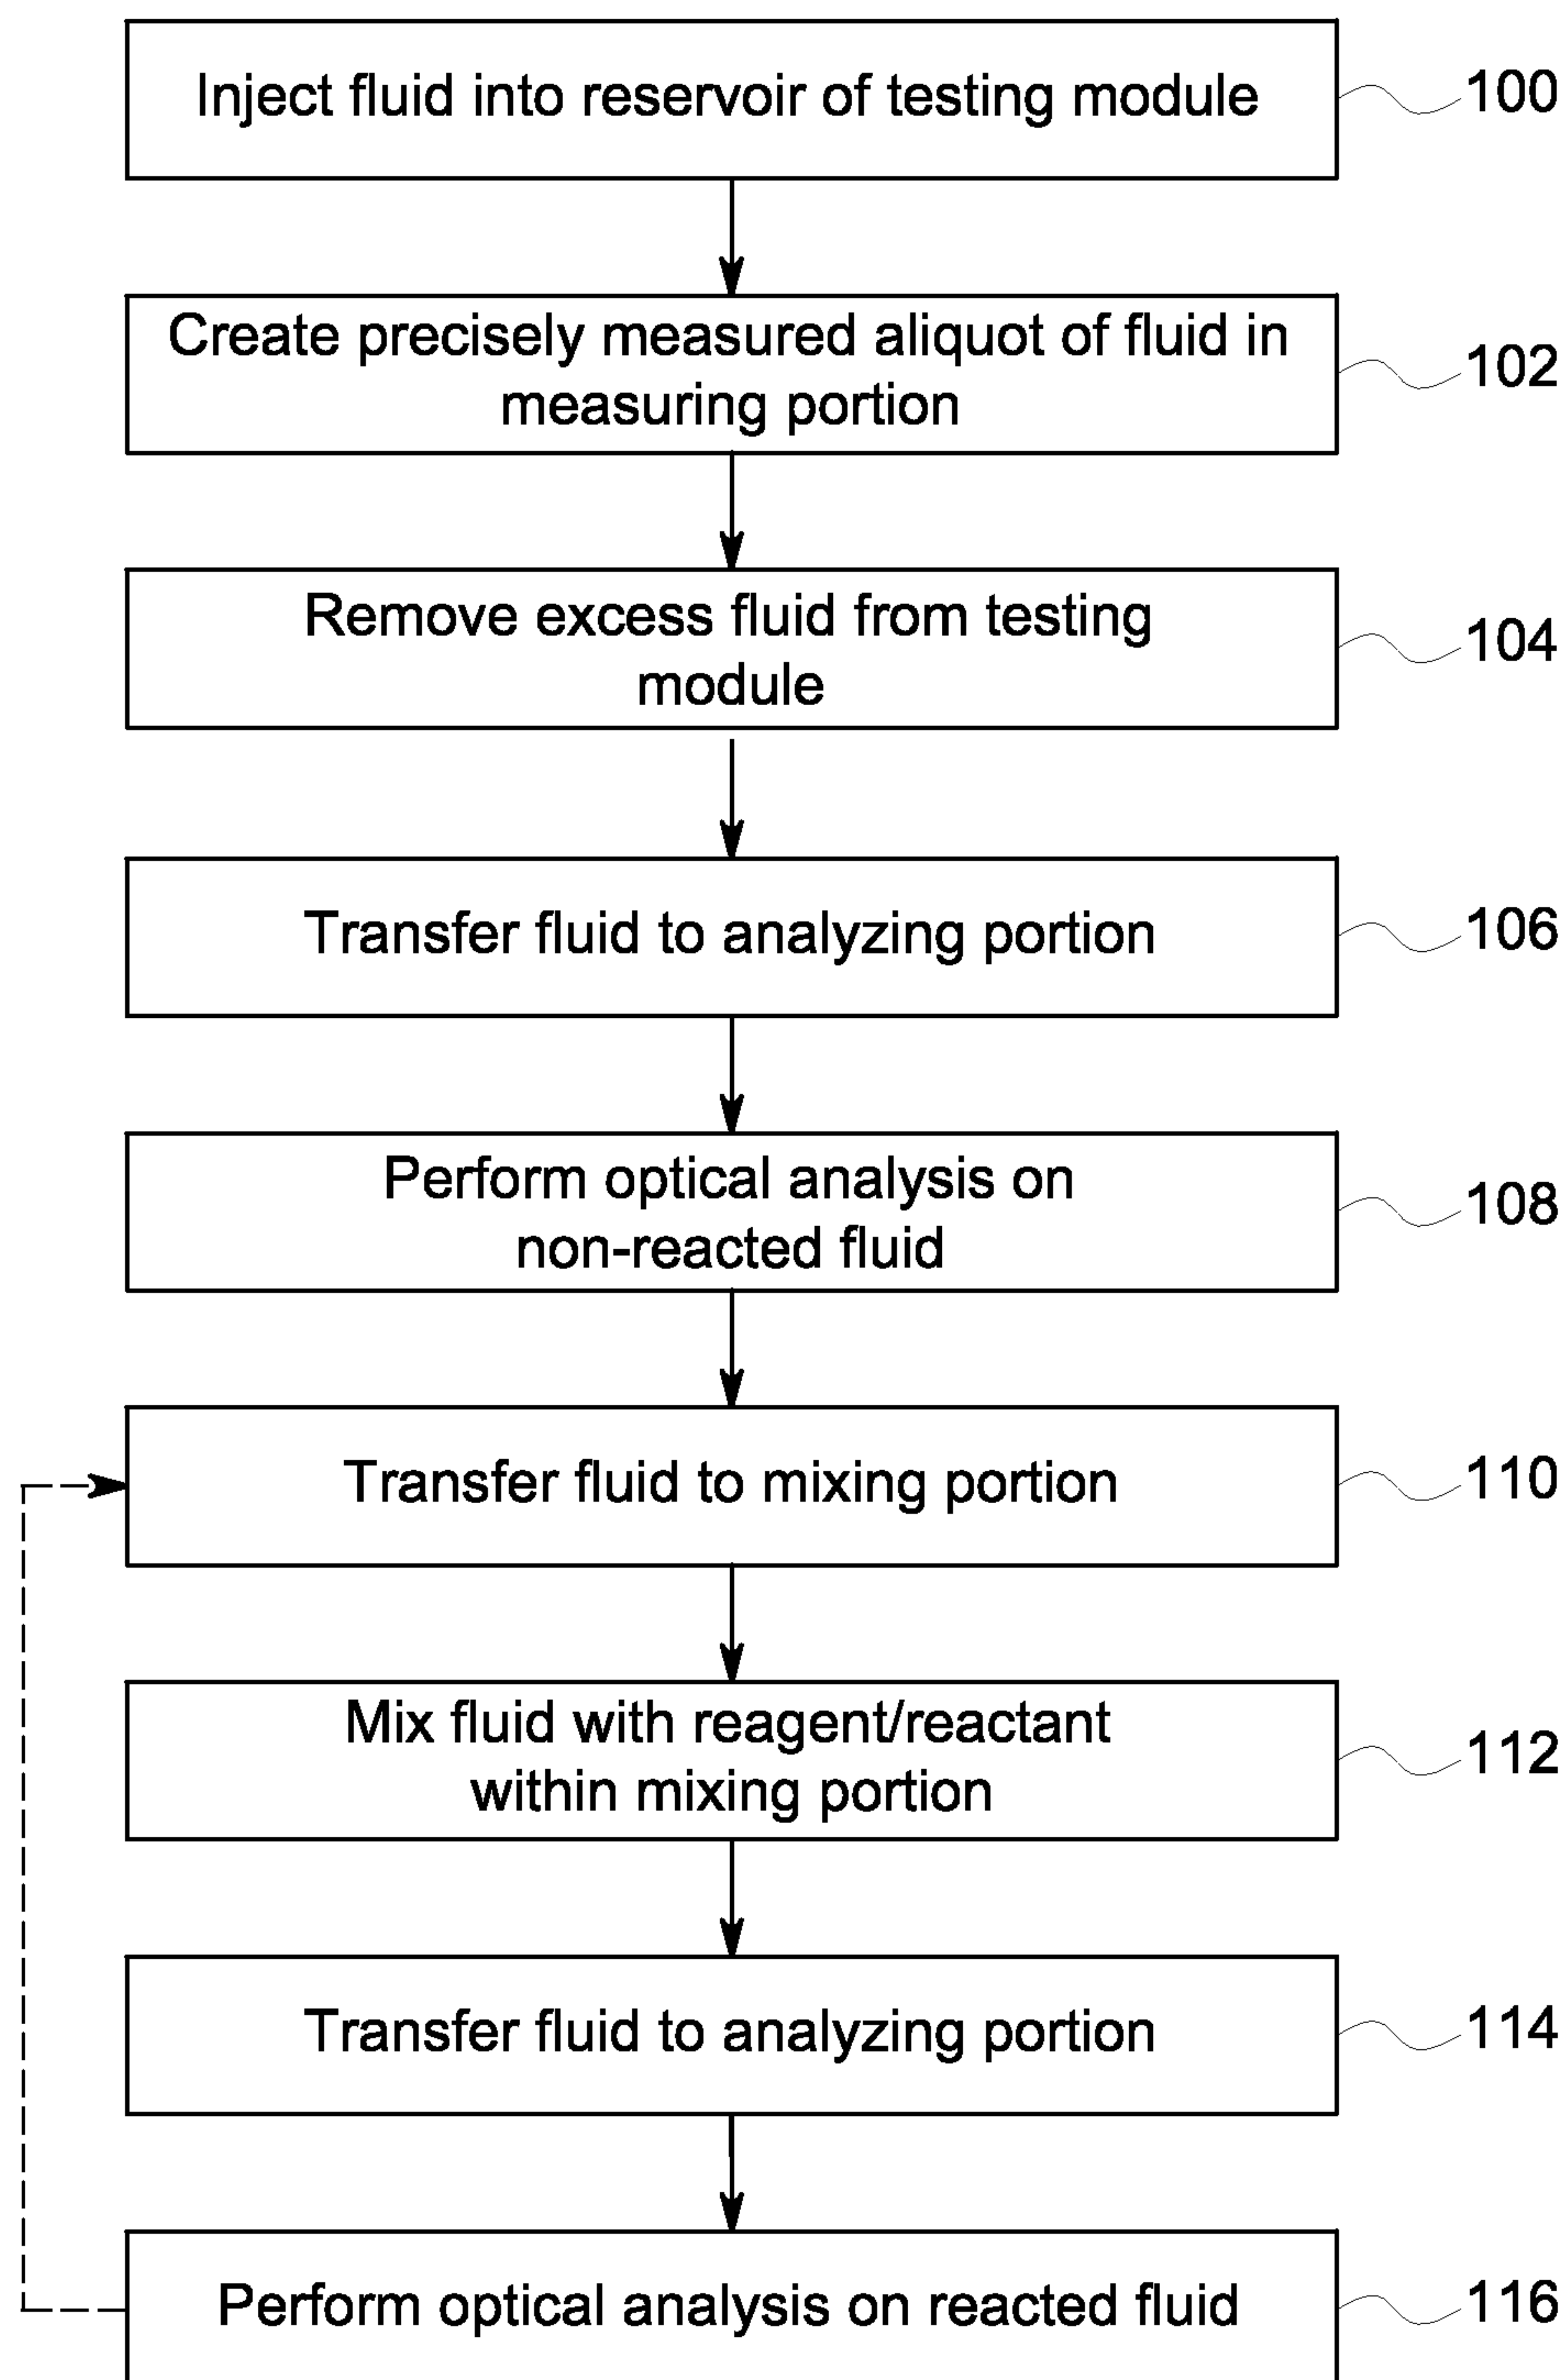 Inject fluid into reservoir of testing module
100
Create precisely measured aliquot of fluid in
measuring portion
102
Remove excess fluid from testing
module
104
Transfer fluid to analyzing portion
106
Perform optical analysis on
non-reacted fluid
108
Transfer fluid to mixing portion
110
Mix fluid with reagent/reactant
within mixing portion
112
Transfer fluid to analyzing portion
114
Perform optical analysis on reacted fluid
116